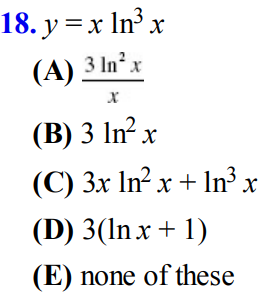 18. y = x ln³ x
(A) 3 ln² x / x
(B) 3 ln² x
(C) 3x ln² x + ln³ x
(D) 3(ln x + 1)
(E) none of these